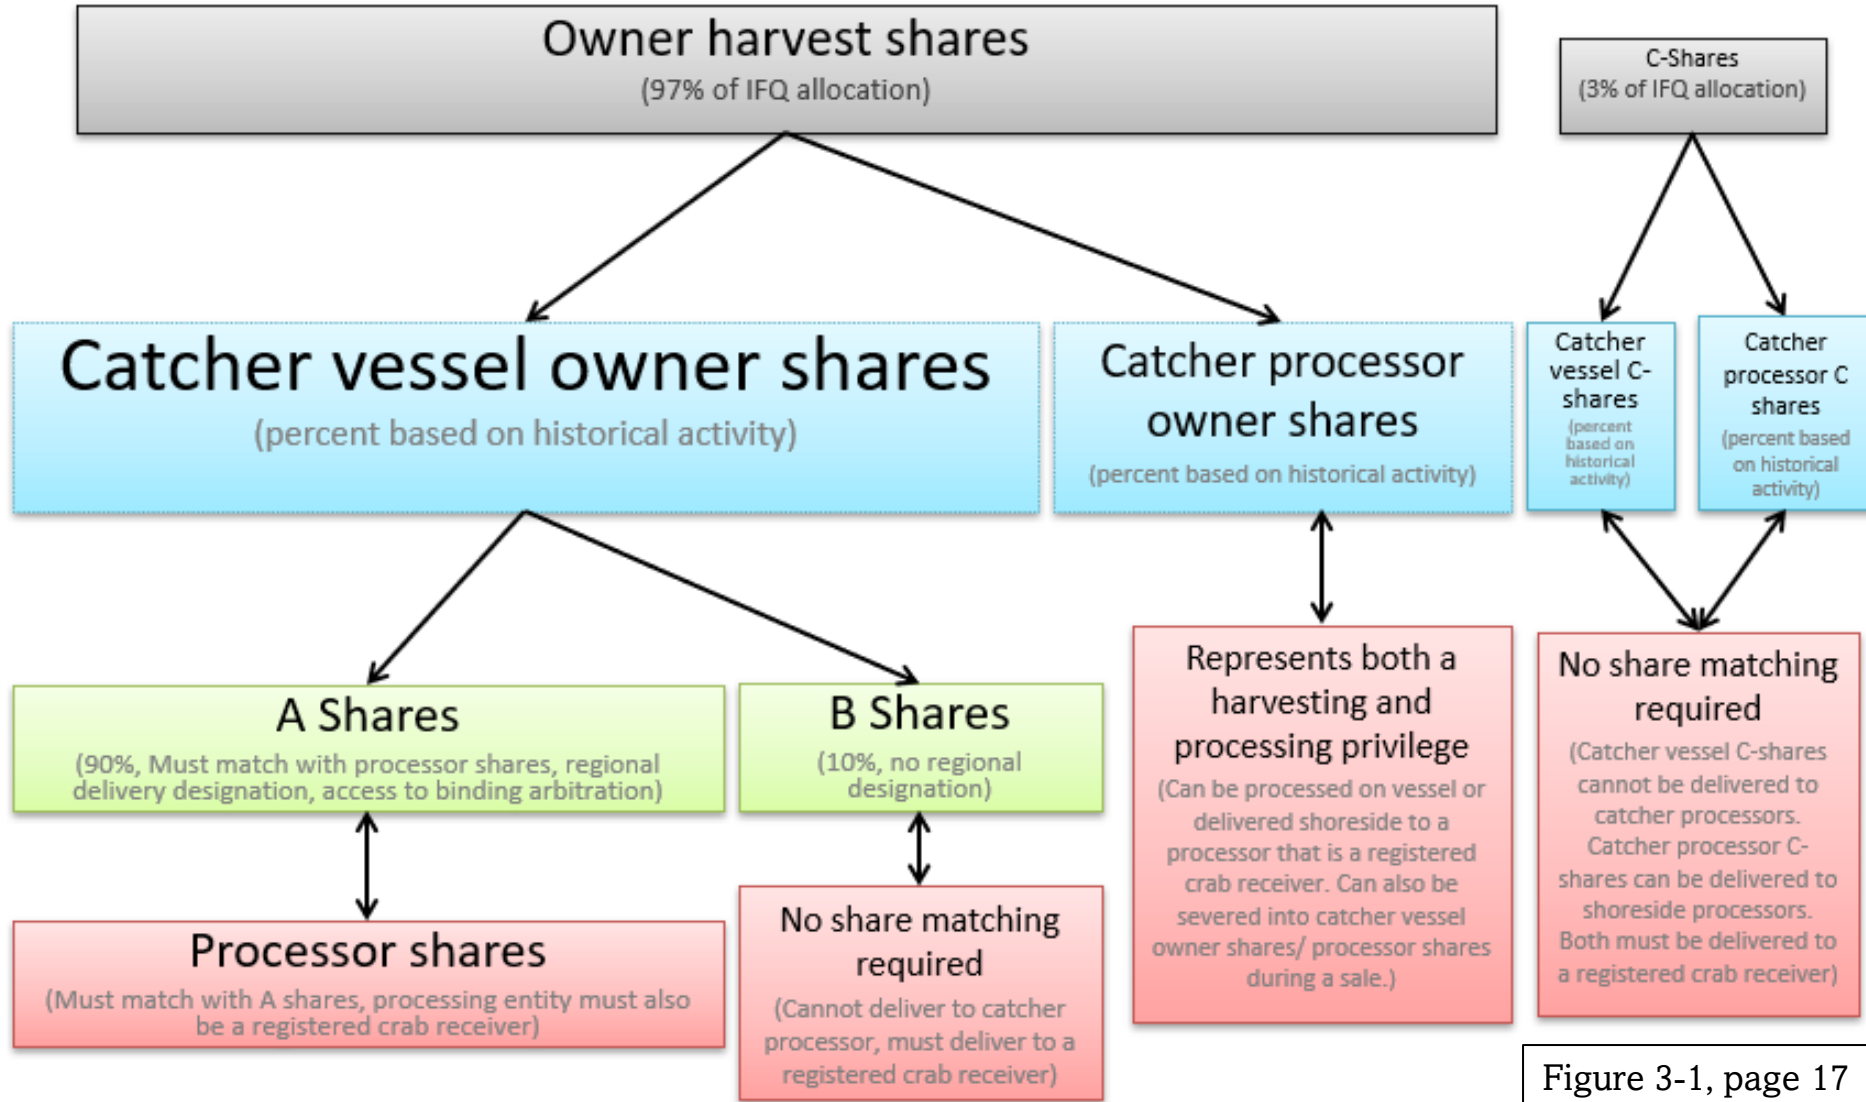 Owner harvest shares
(97% of IFQ allocation)
C-Shares
(3% of IFQ allocation)
Catcher vessel owner shares
(percent based on historical activity)
Catcher processor
owner shares
(percent based on historical activity)
Catcher
vessel C-
shares
(percent
based on
historical
activity)
Catcher
processor C
shares
(percent based
on historical
activity)
A Shares
(90%, Must match with processor shares, regional
delivery designation, access to binding arbitration)
B Shares
(10%, no regional
designation)
Represents both a
harvesting and
processing privilege
(Can be processed on vessel or
delivered shoreside to a
processor that is a registered
crab receiver. Can also be
severed into catcher vessel
owner shares/ processor shares
during a sale.)
No share matching
required
(Catcher vessel C-shares
cannot be delivered to
catcher processors.
Catcher processor C-
shares can be delivered to
shoreside processors.
Both must be delivered to
a registered crab receiver)
Processor shares
(Must match with A shares, processing entity must also
be a registered crab receiver)
No share matching
required
(Cannot deliver to catcher
processor, must deliver to a
registered crab receiver)
Figure 3-1, page 17